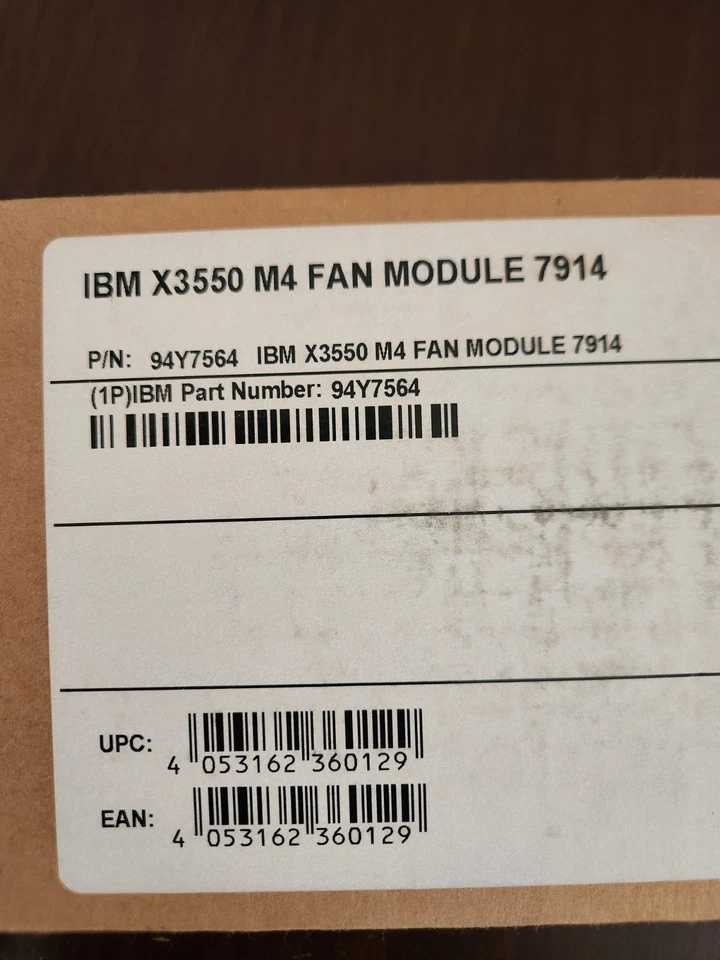 IBM X3550 M4 FAN MODULE 7914
P/N: 94Y7564 IBM X3550 M4 FAN MODULE 7914
(1P)IBM Part Number: 94Y7564
UPC: 4 053162 360129
EAN: 4 053162 360129